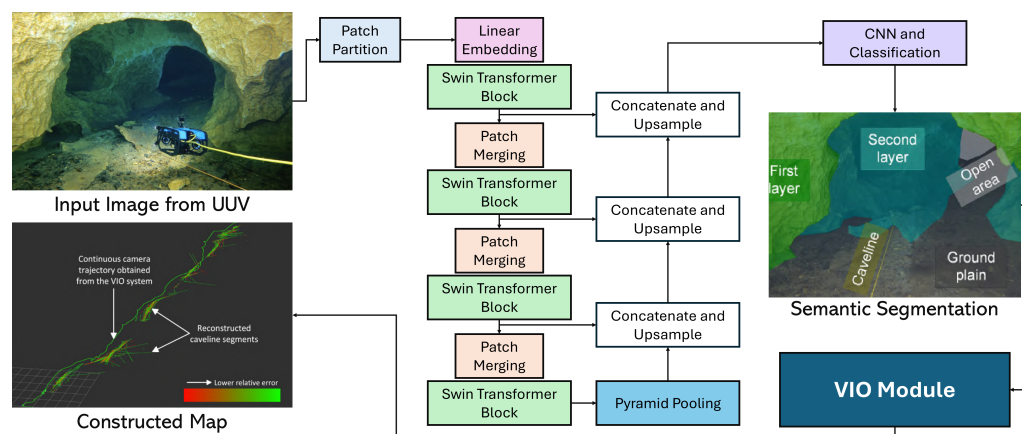 Input Image from UUV
Patch
Partition
Linear
Embedding
Swin Transformer
Block
Patch
Merging
Swin Transformer
Block
Patch
Merging
Swin Transformer
Block
Patch
Merging
Swin Transformer
Block
Pyramid Pooling
Concatenate and
Upsample
Concatenate and
Upsample
Concatenate and
Upsample
CNN and
Classification
First
layer
Second
layer
Open
area
Caveline
Ground
plain
Semantic Segmentation
VIO Module
Continuous camera
trajectory obtained
from the VIO system
Reconstructed
caveline segments
Lower relative error
Constructed Map